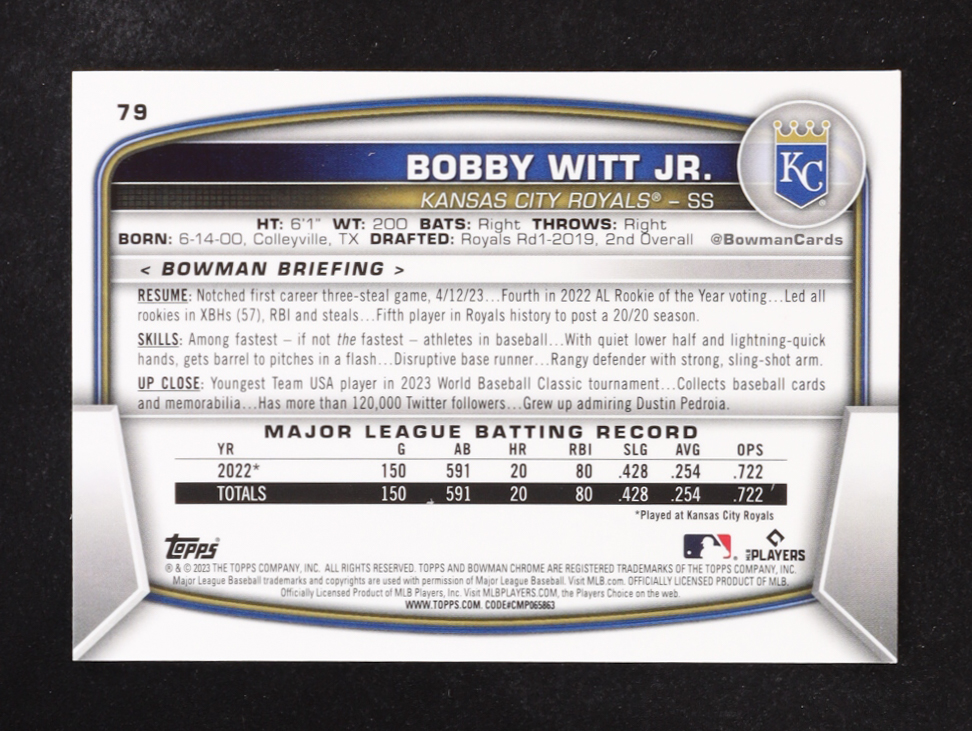 79
BOBBY WITT JR.
KANSAS CITY ROYALS® – SS
KC
HT: 6'1" WT: 200 BATS: Right THROWS: Right
BORN: 6-14-00, Colleyville, TX DRAFTED: Royals Rd1-2019, 2nd Overall @BowmanCards
< BOWMAN BRIEFING >
RESUME: Notched first career three-steal game, 4/12/23...Fourth in 2022 AL Rookie of the Year voting...Led all
rookies in XBHs (57), RBI and steals...Fifth player in Royals history to post a 20/20 season.
SKILLS: Among fastest – if not the fastest – athletes in baseball...With quiet lower half and lightning-quick
hands, gets barrel to pitches in a flash...Disruptive base runner...Rangy defender with strong, sling-shot arm.
UP CLOSE: Youngest Team USA player in 2023 World Baseball Classic tournament...Collects baseball cards
and memorabilia...Has more than 120,000 Twitter followers...Grew up admiring Dustin Pedroia.
MAJOR LEAGUE BATTING RECORD
YR G AB HR RBI SLG AVG OPS
2022* 150 591 20 80 .428 .254 .722
TOTALS 150 591 20 80 .428 .254 .722
*Played at Kansas City Royals
Topps
MLB PLAYERS
® & © 2023 THE TOPPS COMPANY, INC. ALL RIGHTS RESERVED. TOPPS AND BOWMAN CHROME ARE REGISTERED TRADEMARKS OF THE TOPPS COMPANY, INC.
Major League Baseball trademarks and copyrights are used with permission of Major League Baseball. Visit MLB.com. OFFICIALLY LICENSED PRODUCT OF MLB.
Officially Licensed Product of MLB Players, Inc. Visit MLBPLAYERS.COM, the Players Choice on the web.
WWW.TOPPS.COM. CODE#CMP065863